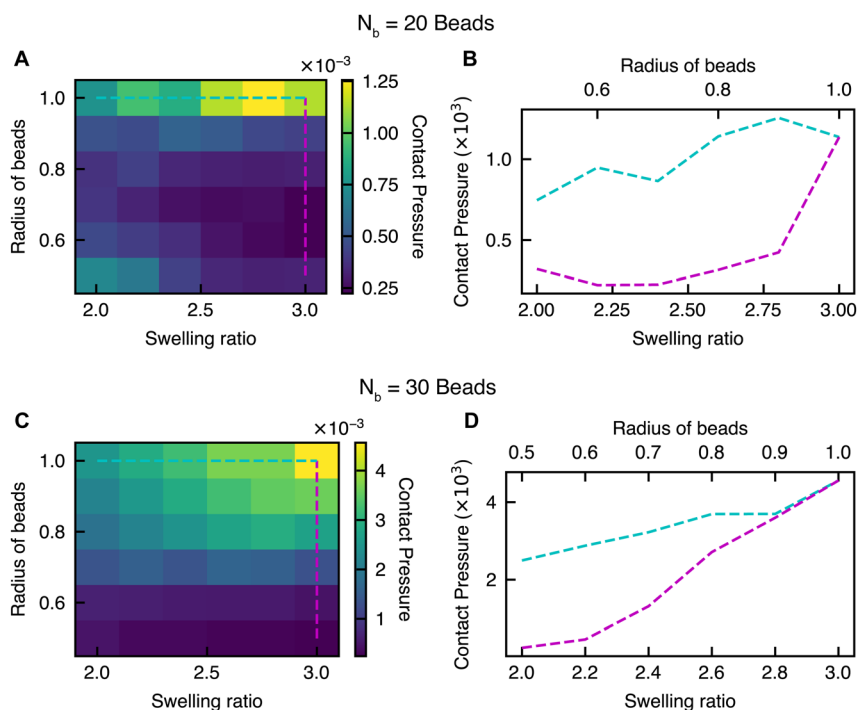 N_b = 20 Beads
A
×10⁻³
Radius of beads
1.0
0.8
0.6
2.0 2.5 3.0
Swelling ratio
1.25
1.00
0.75
0.50
0.25
Contact Pressure
B
Radius of beads
0.6 0.8 1.0
Contact Pressure (×10³)
1.0
0.5
2.00 2.25 2.50 2.75 3.00
Swelling ratio
N_b = 30 Beads
C
×10⁻³
Radius of beads
1.0
0.8
0.6
2.0 2.5 3.0
Swelling ratio
4
3
2
1
Contact Pressure
D
Radius of beads
0.5 0.6 0.7 0.8 0.9 1.0
Contact Pressure (×10³)
4
2
2.0 2.2 2.4 2.6 2.8 3.0
Swelling ratio